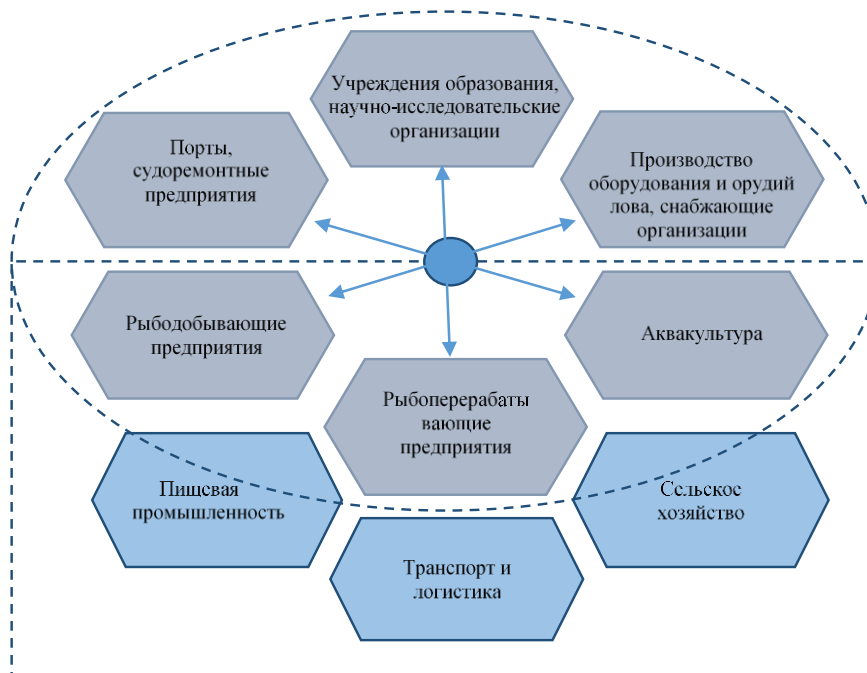 Учреждения образования,
научно-исследовательские
организации
Порты,
судоремонтные
предприятия
Производство
оборудования и орудий
лова, снабжающие
организации
Рыбодобывающие
предприятия
Аквакультура
Рыбоперерабаты
вающие
предприятия
Пищевая
промышленность
Сельское
хозяйство
Транспорт и
логистика